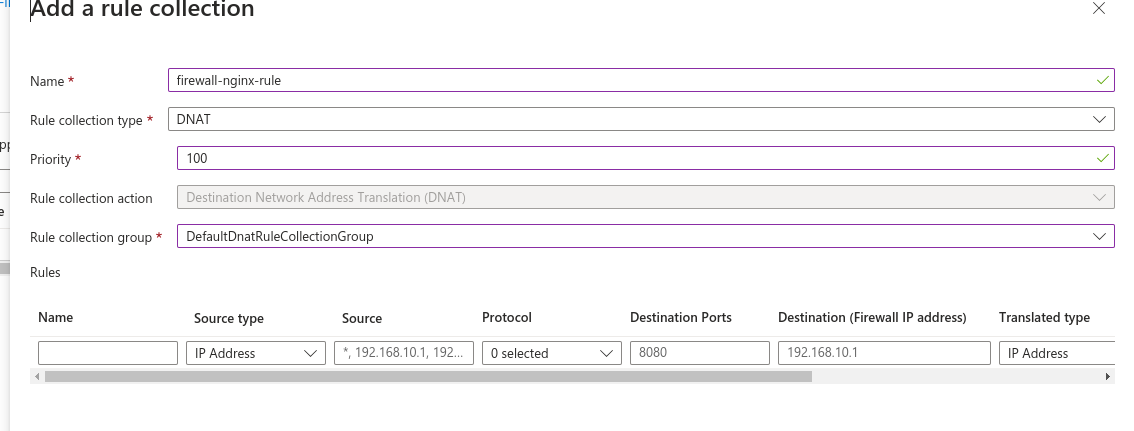 Add a rule collection
Name *
firewall-nginx-rule
Rule collection type *
DNAT
Priority *
100
Rule collection action
Destination Network Address Translation (DNAT)
Rule collection group *
DefaultDnatRuleCollectionGroup
Rules
Name Source type Source Protocol Destination Ports Destination (Firewall IP address) Translated type
IP Address *, 192.168.10.1, 192... 0 selected 8080 192.168.10.1 IP Address